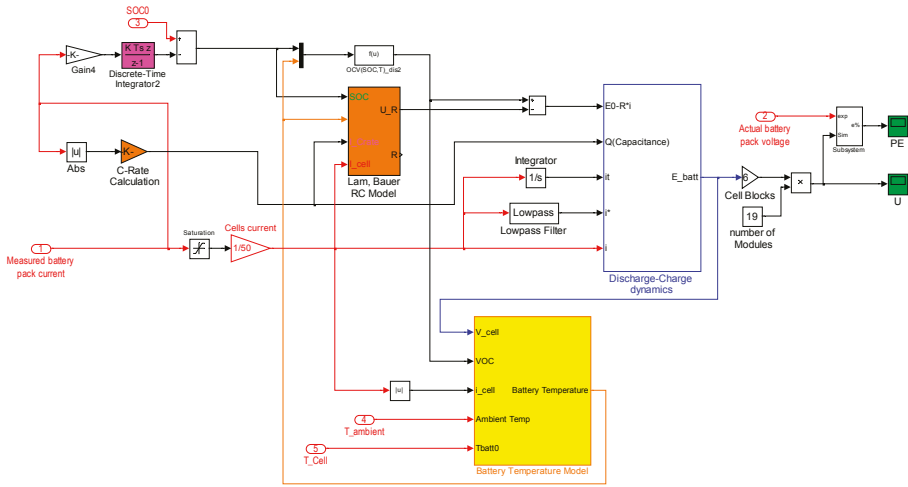 SOC0
3
-K-
Gain4
K Ts z
z-1
Discrete-Time
Integrator2
+
-
f(u)
OCV(SOC,T)_dis2
SOC
U_R
I_cell
R
Lam, Bauer
RC Model
+
-
|u|
Abs
-K-
C-Rate
Calculation
E0-R*i
Q(Capacitance)
it
i*
i
E_batt
Discharge-Charge
dynamics
Integrator
1/s
Lowpass
Lowpass Filter
2
Actual battery
pack voltage
exp
Sim
e%
Subsystem
PE
6
Cell Blocks
×
19
number of
Modules
U
1
Measured battery
pack current
Saturation
Cells current
1/50
V_cell
VOC
|u|
i_cell
Battery Temperature
4
T_ambient
Ambient Temp
5
T_Cell
Tbatt0
Battery Temperature Model